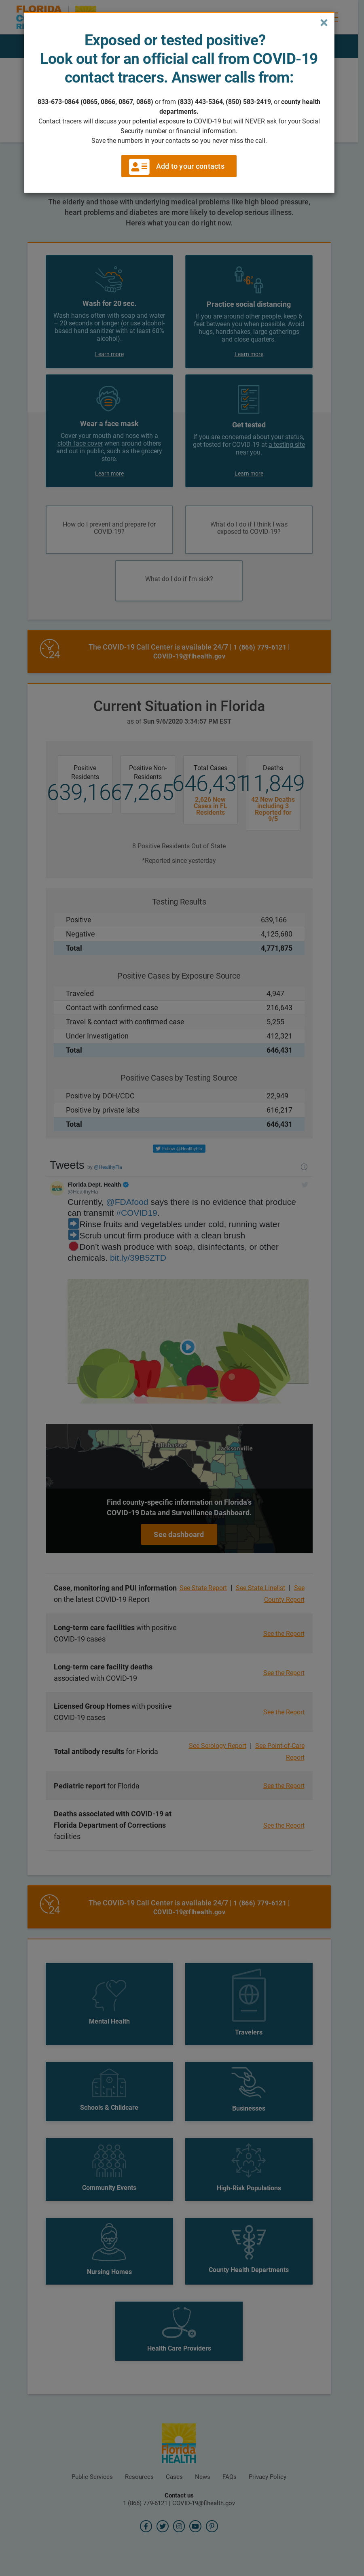 FLORIDA
×
Exposed or tested positive?
Look out for an official call from COVID-19
contact tracers. Answer calls from:
833-673-0864 (0865, 0866, 0867, 0868) or from (833) 443-5364, (850) 583-2419, or county health
departments.
Contact tracers will discuss your potential exposure to COVID-19 but will NEVER ask for your Social
Security number or financial information.
Save the numbers in your contacts so you never miss the call.
Add to your contacts
The elderly and those with underlying medical problems like high blood pressure,
heart problems and diabetes are more likely to develop serious illness.
Here's what you can do right now.
Wash for 20 sec.
Wash hands often with soap and water
– 20 seconds or longer (or use alcohol-
based hand sanitizer with at least 60%
alcohol).
Learn more
6'
Practice social distancing
If you are around other people, keep 6
feet between you when possible. Avoid
hugs, handshakes, large gatherings
and close quarters.
Learn more
Wear a face mask
Cover your mouth and nose with a
cloth face cover when around others
and out in public, such as the grocery
store.
Learn more
Get tested
If you are concerned about your status,
get tested for COVID-19 at a testing site
near you.
Learn more
How do I prevent and prepare for
COVID-19?
What do I do if I think I was
exposed to COVID-19?
What do I do if I'm sick?
24
The COVID-19 Call Center is available 24/7 | 1 (866) 779-6121 |
COVID-19@flhealth.gov
Current Situation in Florida
as of Sun 9/6/2020 3:34:57 PM EST
Positive
Residents
639,166
Positive Non-
Residents
7,265
Total Cases
646,431
2,626 New
Cases in FL
Residents
Deaths
11,849
42 New Deaths
Including 3
Reported for
9/5
8 Positive Residents Out of State
*Reported since yesterday
Testing Results
Positive 639,166
Negative 4,125,680
Total 4,771,875
Positive Cases by Exposure Source
Traveled 4,947
Contact with confirmed case 216,643
Travel & contact with confirmed case 5,255
Under Investigation 412,321
Total 646,431
Positive Cases by Testing Source
Positive by DOH/CDC 22,949
Positive by private labs 616,217
Total 646,431
Follow @HealthyFla
Tweets by @HealthyFla
Florida Dept. Health
@HealthyFla
Currently, @FDAfood says there is no evidence that produce
can transmit #COVID19.
➡Rinse fruits and vegetables under cold, running water
➡Scrub uncut firm produce with a clean brush
🔴Don't wash produce with soap, disinfectants, or other
chemicals. bit.ly/39B5ZTD
Tallahassee
Jacksonville
Find county-specific information on Florida's
COVID-19 Data and Surveillance Dashboard.
See dashboard
Case, monitoring and PUI information See State Report | See State Linelist | See
on the latest COVID-19 Report County Report
Long-term care facilities with positive
COVID-19 cases
See the Report
Long-term care facility deaths
associated with COVID-19
See the Report
Licensed Group Homes with positive
COVID-19 cases
See the Report
Total antibody results for Florida
See Serology Report | See Point-of-Care
Report
Pediatric report for Florida See the Report
Deaths associated with COVID-19 at
Florida Department of Corrections
facilities
See the Report
24
The COVID-19 Call Center is available 24/7 | 1 (866) 779-6121 |
COVID-19@flhealth.gov
Mental Health
Travelers
Schools & Childcare
Businesses
Community Events
High-Risk Populations
Nursing Homes
County Health Departments
Health Care Providers
Florida
HEALTH
Public Services Resources Cases News FAQs Privacy Policy
Contact us
1 (866) 779-6121 | COVID-19@flhealth.gov